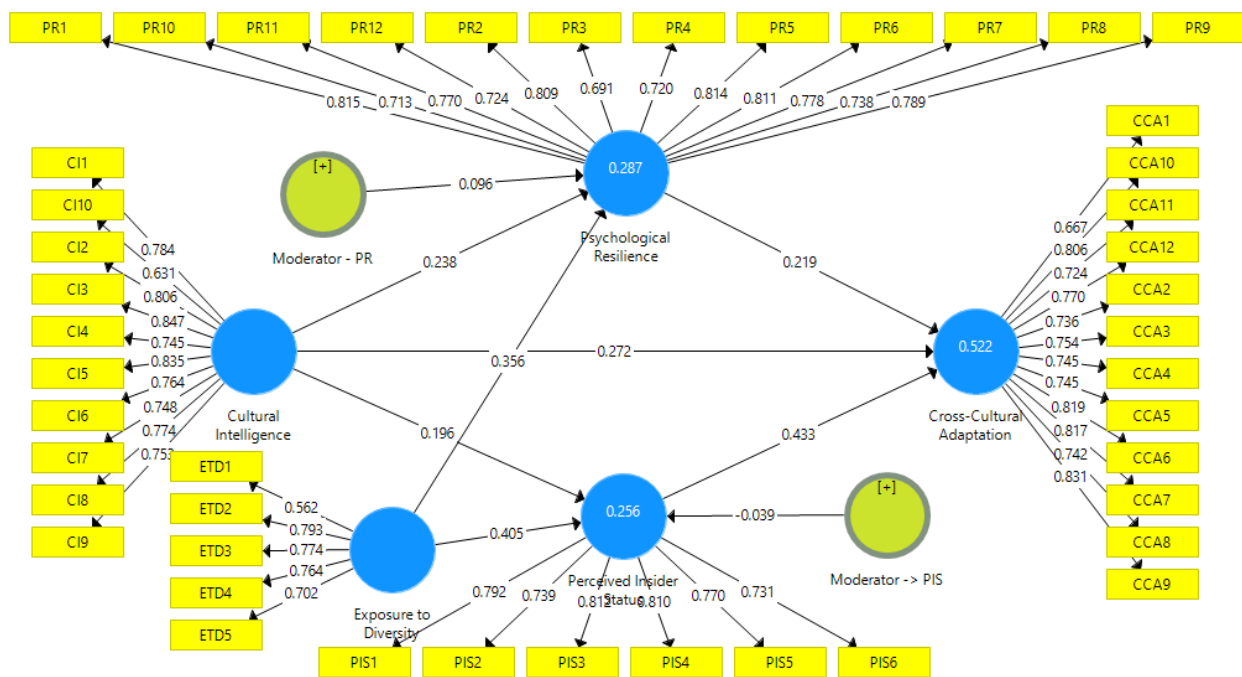 PR1 PR10 PR11 PR12 PR2 PR3 PR4 PR5 PR6 PR7 PR8 PR9
0.815 0.713 0.770 0.724 0.809 0.691 0.720 0.814 0.811 0.778 0.738 0.789
[+]
Moderator - PR
0.096
0.287
Psychological
Resilience
CI1
CI10
CI2
CI3
CI4
CI5
CI6
CI7
CI8
CI9
0.784
0.631
0.806
0.847
0.745
0.835
0.764
0.748
0.774
0.753
Cultural
Intelligence
0.238
0.356
0.272
0.196
0.219
0.433
0.522
Cross-Cultural
Adaptation
CCA1
CCA10
CCA11
CCA12
CCA2
CCA3
CCA4
CCA5
CCA6
CCA7
CCA8
CCA9
0.667
0.806
0.724
0.770
0.736
0.754
0.745
0.745
0.819
0.817
0.742
0.831
ETD1
ETD2
ETD3
ETD4
ETD5
0.562
0.793
0.774
0.764
0.702
Exposure to
Diversity
0.405
0.256
Perceived Insider
Status
-0.039
[+]
Moderator -> PIS
0.792 0.739 0.812 0.810 0.770 0.731
PIS1 PIS2 PIS3 PIS4 PIS5 PIS6